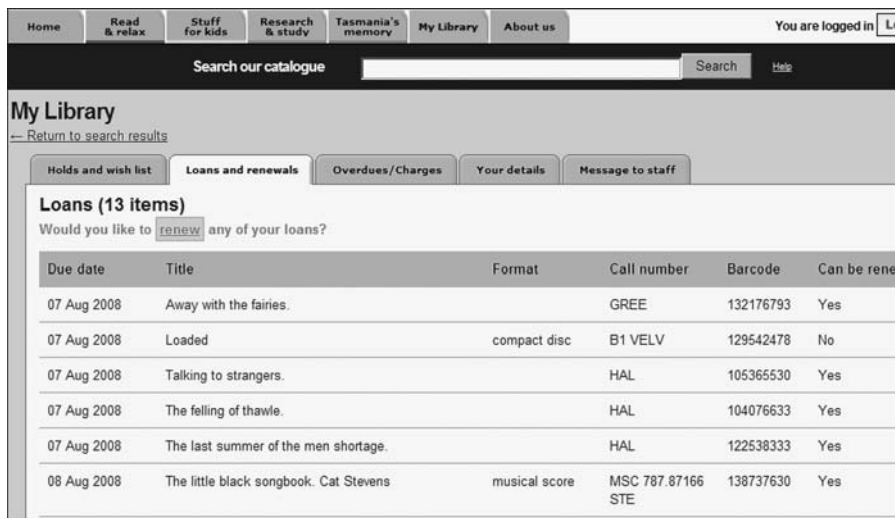 Home Read & relax Stuff for kids Research & study Tasmania's memory My Library About us You are logged in
Search our catalogue Search Help
My Library
← Return to search results
Holds and wish list Loans and renewals Overdues/Charges Your details Message to staff
Loans (13 items)
Would you like to renew any of your loans?
Due date Title Format Call number Barcode Can be rene
07 Aug 2008 Away with the fairies. GREE 132176793 Yes
07 Aug 2008 Loaded compact disc B1 VELV 129542478 No
07 Aug 2008 Talking to strangers. HAL 105365530 Yes
07 Aug 2008 The felling of thawle. HAL 104076633 Yes
07 Aug 2008 The last summer of the men shortage. HAL 122538333 Yes
08 Aug 2008 The little black songbook. Cat Stevens musical score MSC 787.87166 138737630 Yes
STE